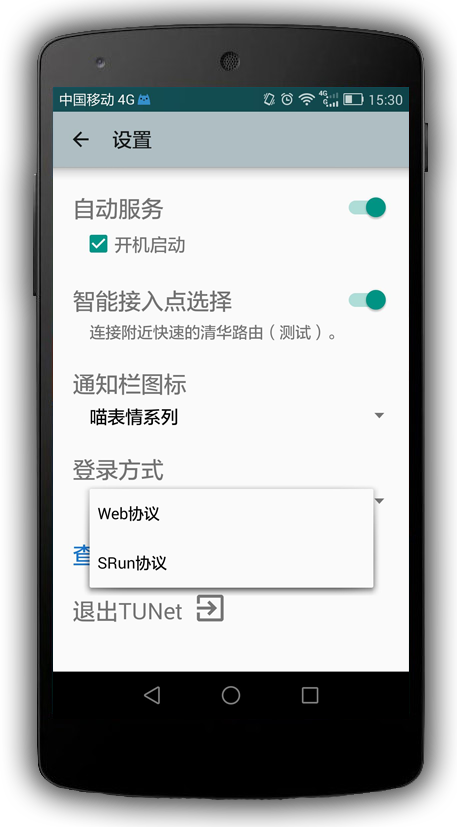 中国移动 4G 4G G 15:30
设置
自动服务
开机启动
智能接入点选择
连接附近快速的清华路由（测试）。
通知栏图标
喵表情系列
登录方式
Web协议
查
SRun协议
退出TUNet